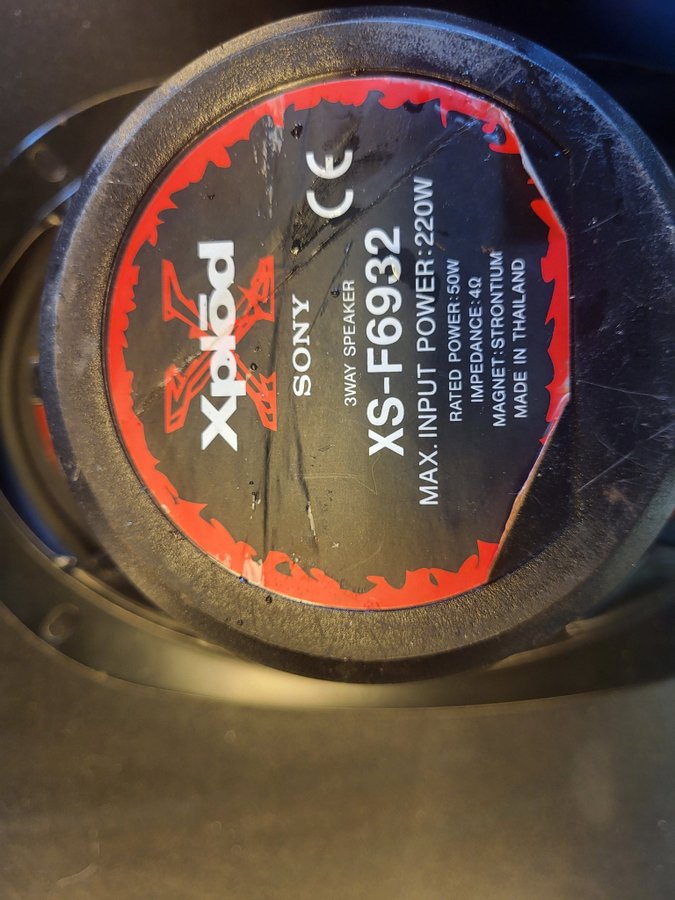 Xplōd
SONY
CE
3WAY SPEAKER
XS-F6932
MAX. INPUT POWER:220W
RATED POWER:50W
IMPEDANCE:4Ω
MAGNET:STRONTIUM
MADE IN THAILAND